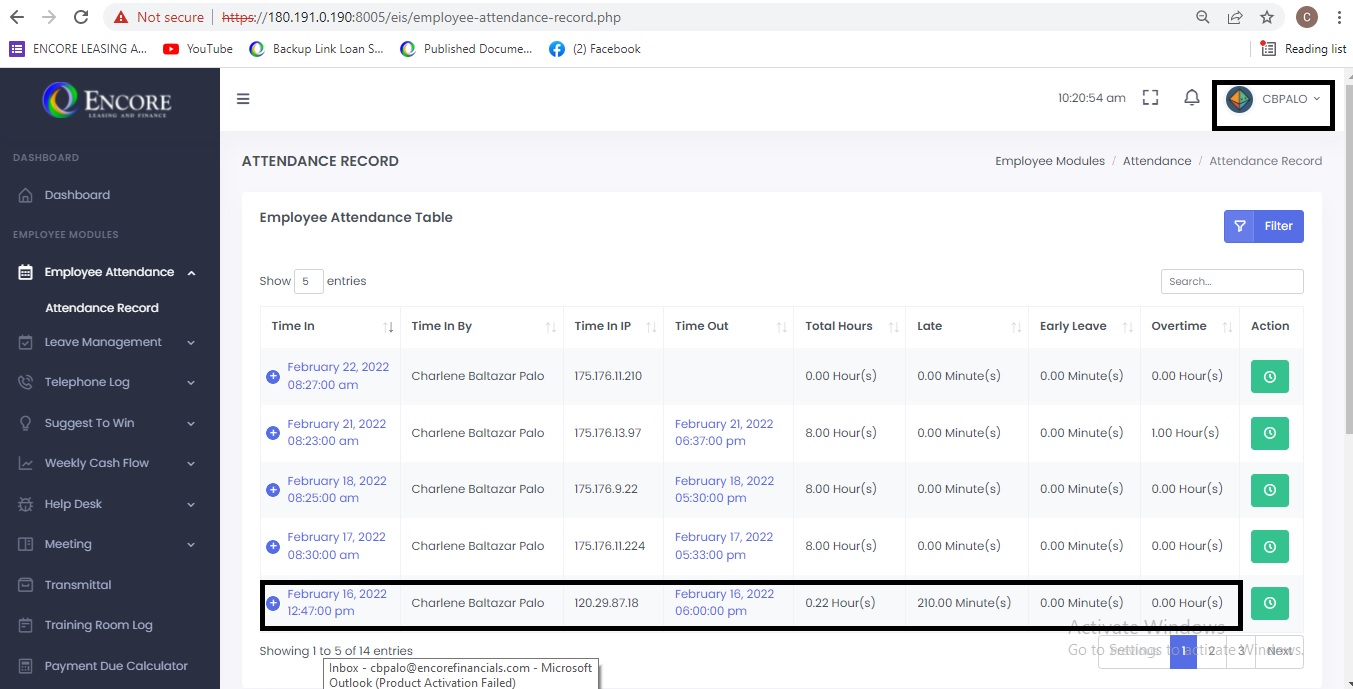 Not secure | https://180.191.0.190:8005/eis/employee-attendance-record.php
C
ENCORE LEASING A...
YouTube
Backup Link Loan S...
Published Docume...
(2) Facebook
Reading list
ENCORE
LEASING AND FINANCE
10:20:54 am
CBPALO
DASHBOARD
Dashboard
EMPLOYEE MODULES
Employee Attendance
Attendance Record
Leave Management
Telephone Log
Suggest To Win
Weekly Cash Flow
Help Desk
Meeting
Transmittal
Training Room Log
Payment Due Calculator
ATTENDANCE RECORD
Employee Modules / Attendance / Attendance Record
Employee Attendance Table
Filter
Show 5 entries
Search...
Time In Time In By Time In IP Time Out Total Hours Late Early Leave Overtime Action
February 22, 2022
08:27:00 am
Charlene Baltazar Palo 175.176.11.210 0.00 Hour(s) 0.00 Minute(s) 0.00 Minute(s) 0.00 Hour(s)
February 21, 2022
08:23:00 am
Charlene Baltazar Palo 175.176.13.97
February 21, 2022
06:37:00 pm
8.00 Hour(s) 0.00 Minute(s) 0.00 Minute(s) 1.00 Hour(s)
February 18, 2022
08:25:00 am
Charlene Baltazar Palo 175.176.9.22
February 18, 2022
05:30:00 pm
8.00 Hour(s) 0.00 Minute(s) 0.00 Minute(s) 0.00 Hour(s)
February 17, 2022
08:30:00 am
Charlene Baltazar Palo 175.176.11.224
February 17, 2022
05:33:00 pm
8.00 Hour(s) 0.00 Minute(s) 0.00 Minute(s) 0.00 Hour(s)
February 16, 2022
12:47:00 pm
Charlene Baltazar Palo 120.29.87.18
February 16, 2022
06:00:00 pm
0.22 Hour(s) 210.00 Minute(s) 0.00 Minute(s) 0.00 Hour(s)
Showing 1 to 5 of 14 entries
Previous 1 2 3 Next
Activate Windows
Go to Settings to activate Windows.
Inbox - cbpalo@encorefinancials.com - Microsoft
Outlook (Product Activation Failed)